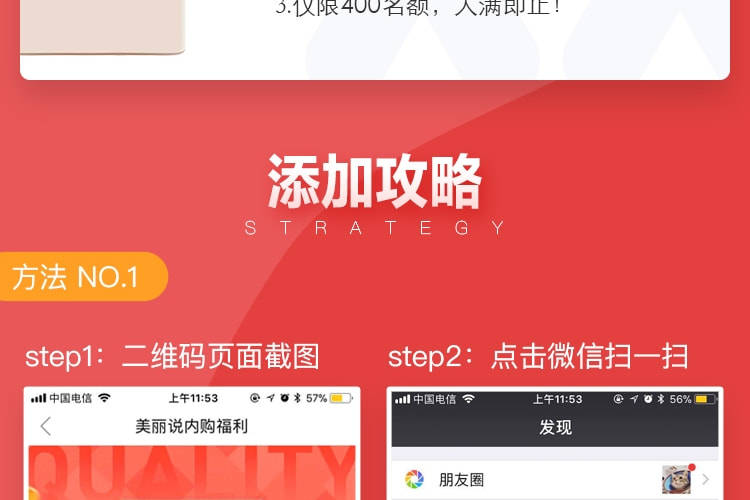 3.仅限400名额，人满即止！
添加攻略
STRATEGY
方法 NO.1
step1：二维码页面截图
step2：点击微信扫一扫
中国电信 上午11:53 57%
美丽说内购福利
QUALITY
中国电信 上午11:53 56%
发现
朋友圈